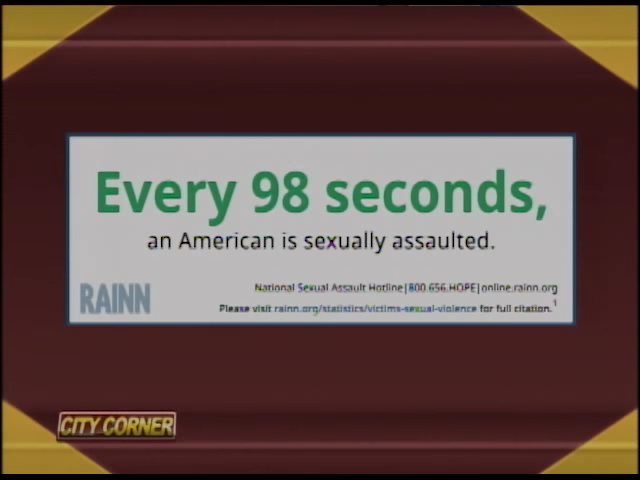 Every 98 seconds,
an American is sexually assaulted.
RAINN
National Sexual Assault Hotline|800.656.HOPE|online.rainn.org
Please visit rainn.org/statistics/victims-sexual-violence for full citation.1
CITY CORNER